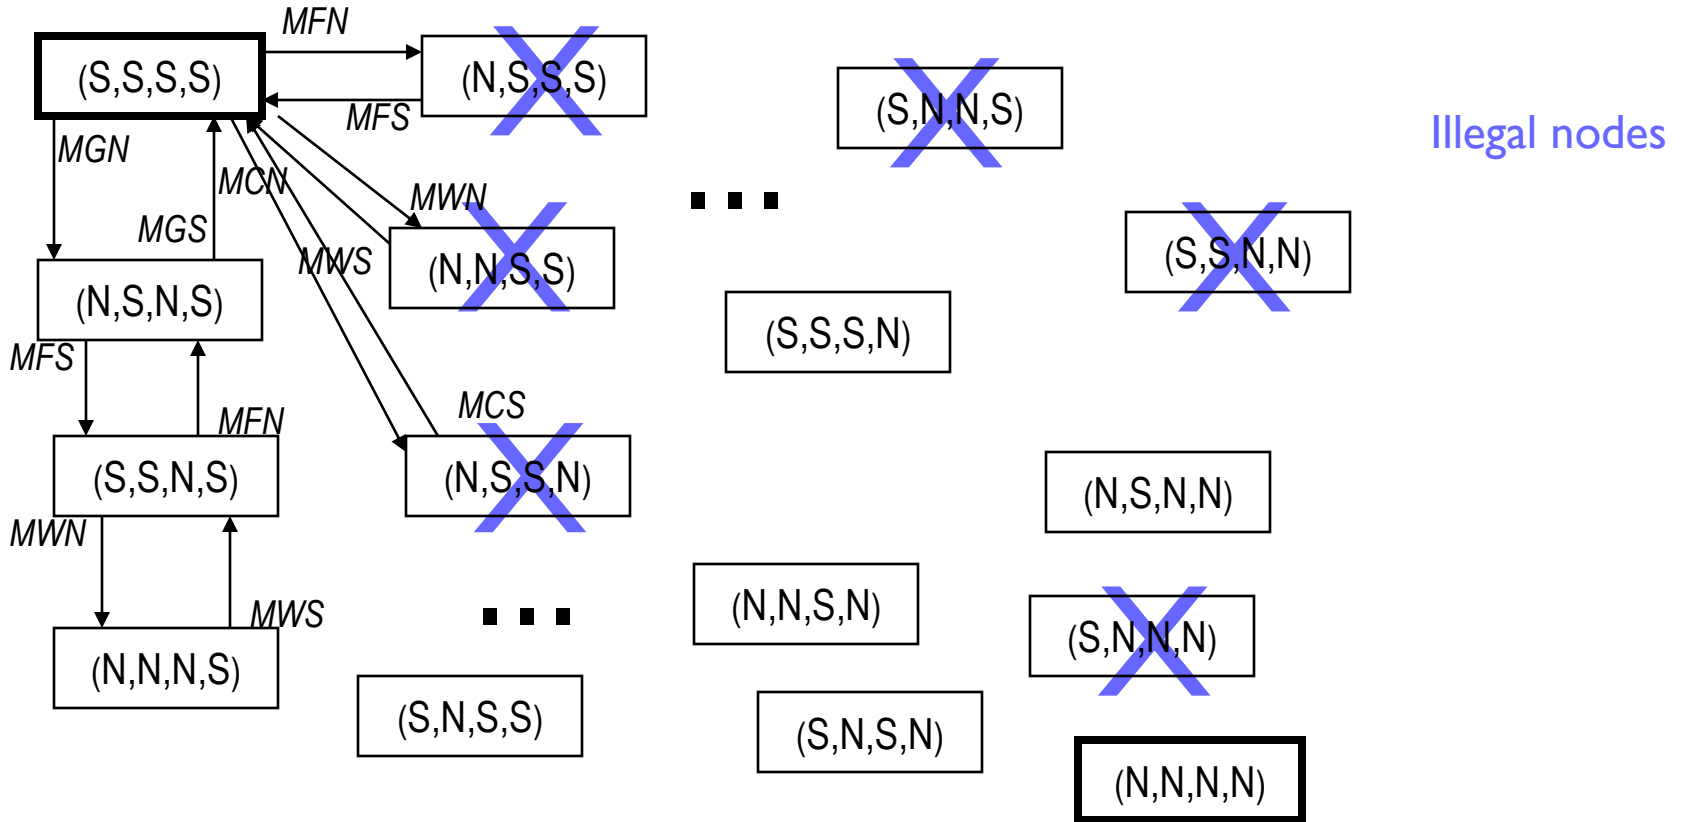 MFN
(S,S,S,S)
(N,S,S,S)
(S,N,N,S)
Illegal nodes
MFS
MGN
MCN
MWN
MGS
MWS
(N,N,S,S)
(S,S,N,N)
(N,S,N,S)
(S,S,S,N)
MFS
MCS
MFN
(S,S,N,S)
(N,S,S,N)
(N,S,N,N)
MWN
MWS
(N,N,S,N)
(S,N,N,N)
(N,N,N,S)
(S,N,S,S)
(S,N,S,N)
(N,N,N,N)